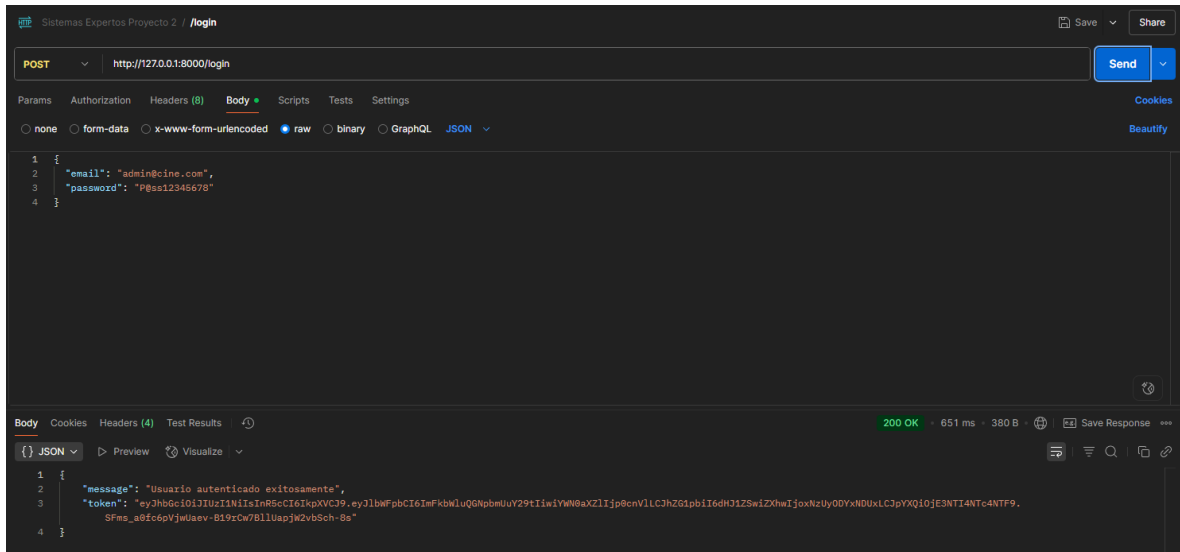 HTTP Sistemas Expertos Proyecto 2 / /login Save Share
POST http://127.0.0.1:8000/login Send
Params Authorization Headers (8) Body Scripts Tests Settings Cookies
none form-data x-www-form-urlencoded raw binary GraphQL JSON Beautify
1 {
2 "email": "admin@cine.com",
3 "password": "P@ss12345678"
4 }
Body Cookies Headers (4) Test Results 200 OK 651 ms 380 B Save Response
{} JSON Preview Visualize
1 {
2 "message": "Usuario autenticado exitosamente",
3 "token": "eyJhbGciOiJIUzI1NiIsInR5cCI6IkpXVCJ9.eyJlbWFpbCI6ImFkbWluQGNpbmUuY29tIiwiYWN0aXZlIjp0cnVlLCJhZG1pbiI6dHJ1ZSwiZXhwIjoxNzUyODYxNDUxLCJpYXQiOjE3NTI4NTc4NTF9.
SFms_a0fc6pVjwUaev-B19rCw7BllUapjW2vbSch-8s"
4 }